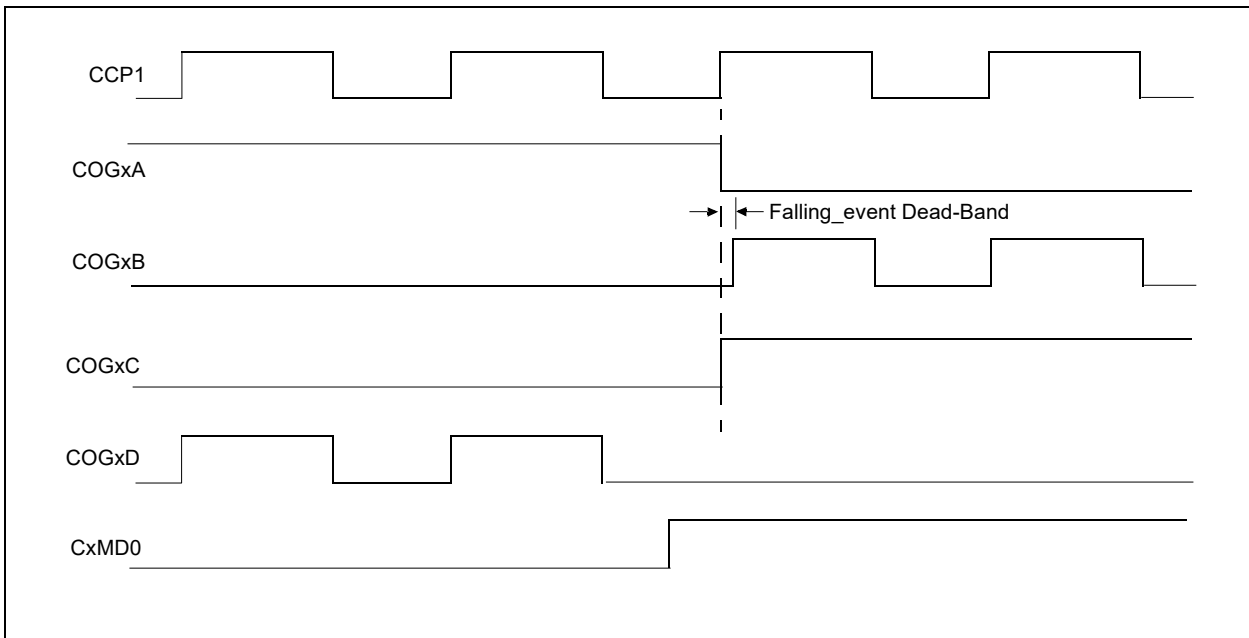 CCP1
COGxA
Falling_event Dead-Band
COGxB
COGxC
COGxD
CxMD0